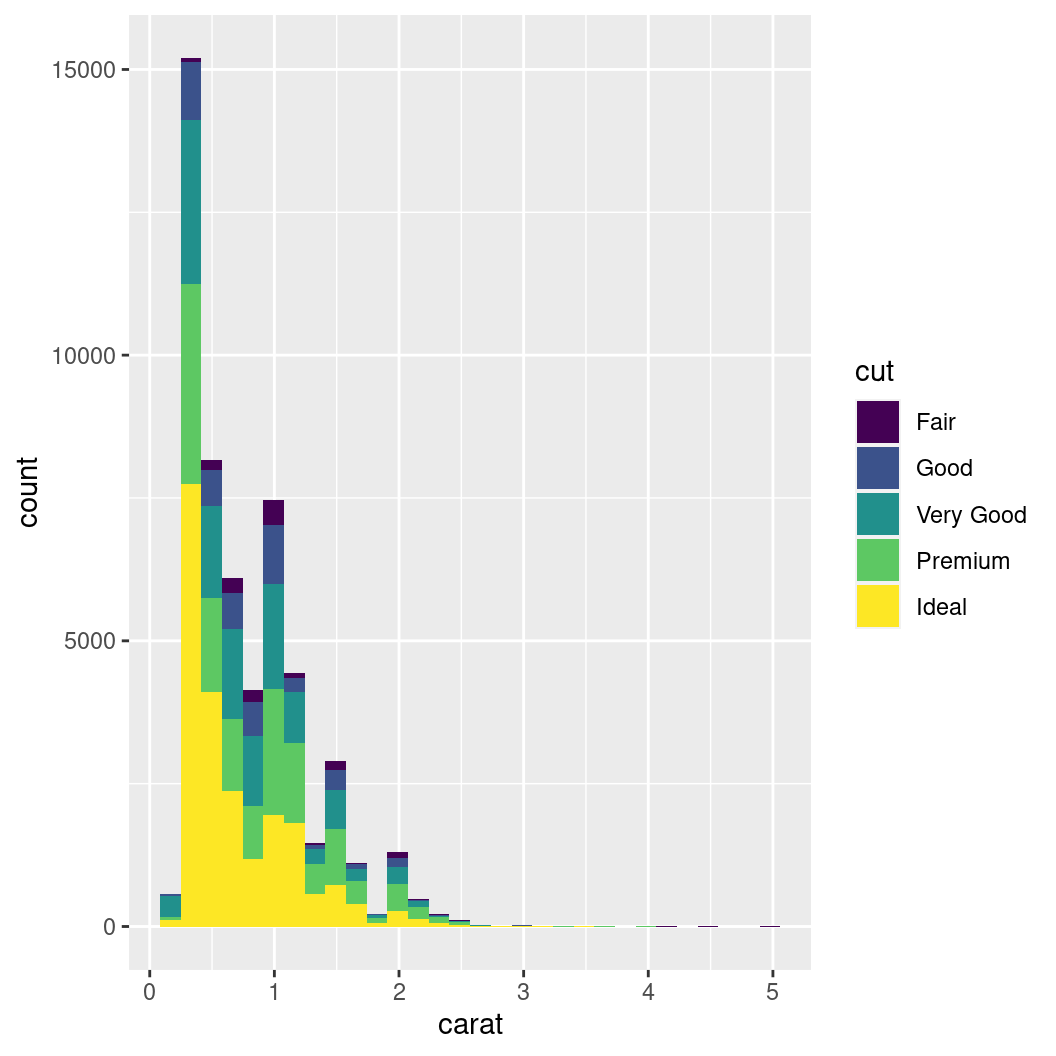 15000
10000
5000
0
count
0 1 2 3 4 5
carat
cut
Fair
Good
Very Good
Premium
Ideal